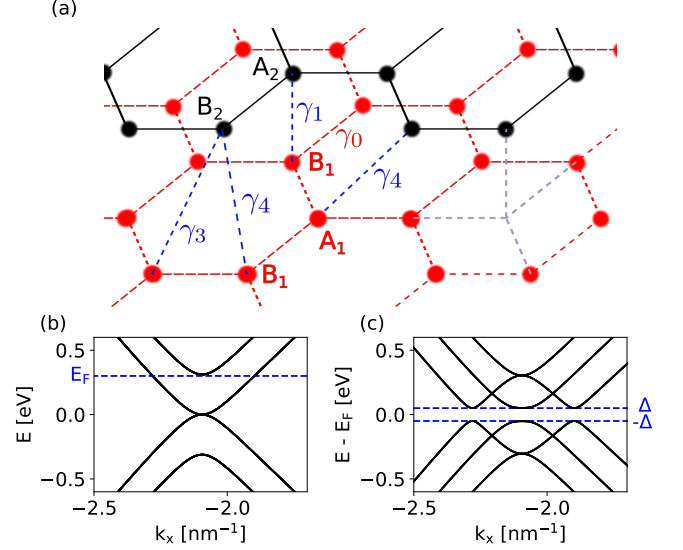 (a)
A₂
B₂
γ₁
γ₀
B₁
γ₄
γ₄
γ₃
A₁
B₁
(b)
(c)
0.5
0.0
−0.5
E [eV]
E_F
−2.5
−2.0
kₓ [nm⁻¹]
0.5
0.0
−0.5
E - E_F [eV]
Δ
-Δ
−2.5
−2.0
kₓ [nm⁻¹]